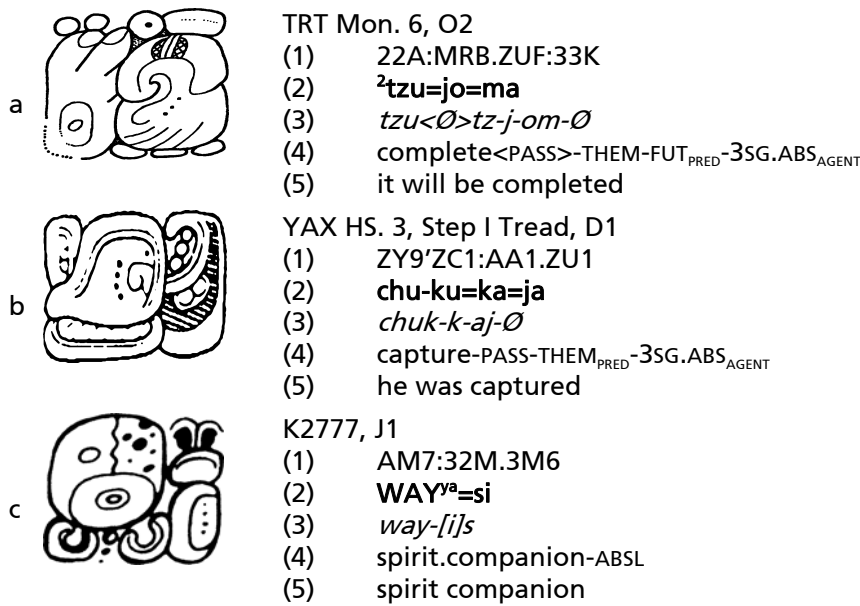 a
TRT Mon. 6, O2
(1) 22A:MRB.ZUF:33K
(2) ²tzu=jo=ma
(3) tzu<Ø>tz-j-om-Ø
(4) complete<PASS>-THEM-FUTPRED-3SG.ABSAGENT
(5) it will be completed
b
YAX HS. 3, Step I Tread, D1
(1) ZY9’ZC1:AA1.ZU1
(2) chu-ku=ka=ja
(3) chuk-k-aj-Ø
(4) capture-PASS-THEMPRED-3SG.ABSAGENT
(5) he was captured
c
K2777, J1
(1) AM7:32M.3M6
(2) WAYʸᵃ=si
(3) way-[i]s
(4) spirit.companion-ABSL
(5) spirit companion